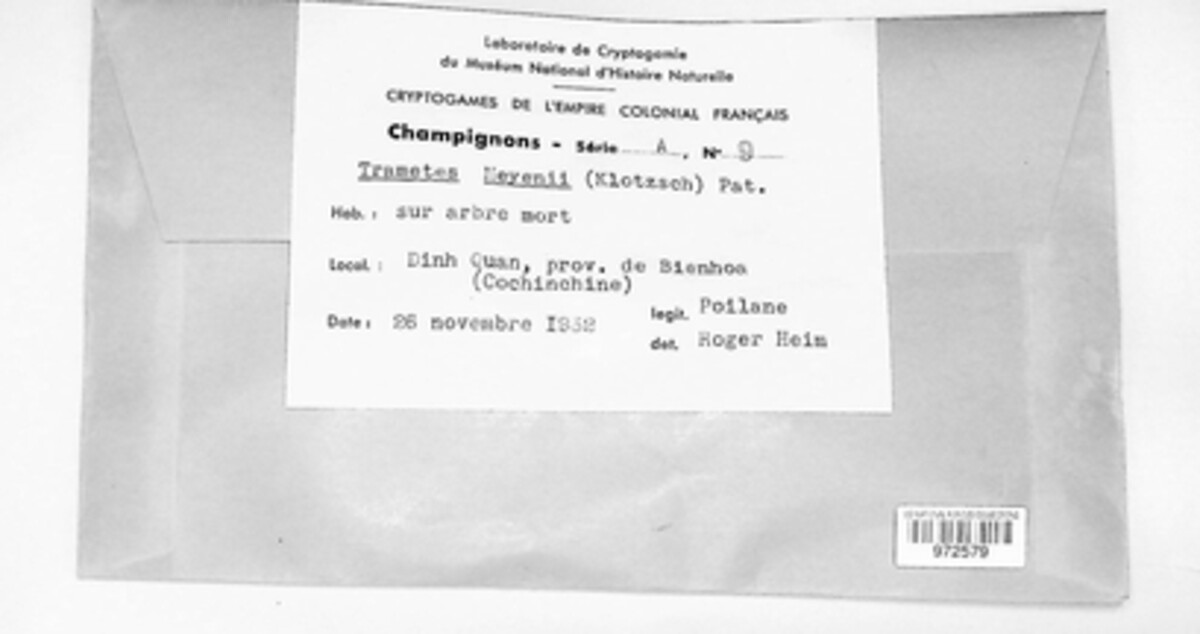 Laboratoire de Cryptogamie
du Muséum National d'Histoire Naturelle
CRYPTOGAMES DE L'EMPIRE COLONIAL FRANÇAIS
Champignons - Série A, N° 9
Trametes Meyenii (Klotzsch) Pat.
Hab. : sur arbre mort
Local. : Dinh Quan, prov. de Bienhoa
(Cochinchine)
legit. Poilane
Date : 26 novembre I932
det. Roger Heim
972579